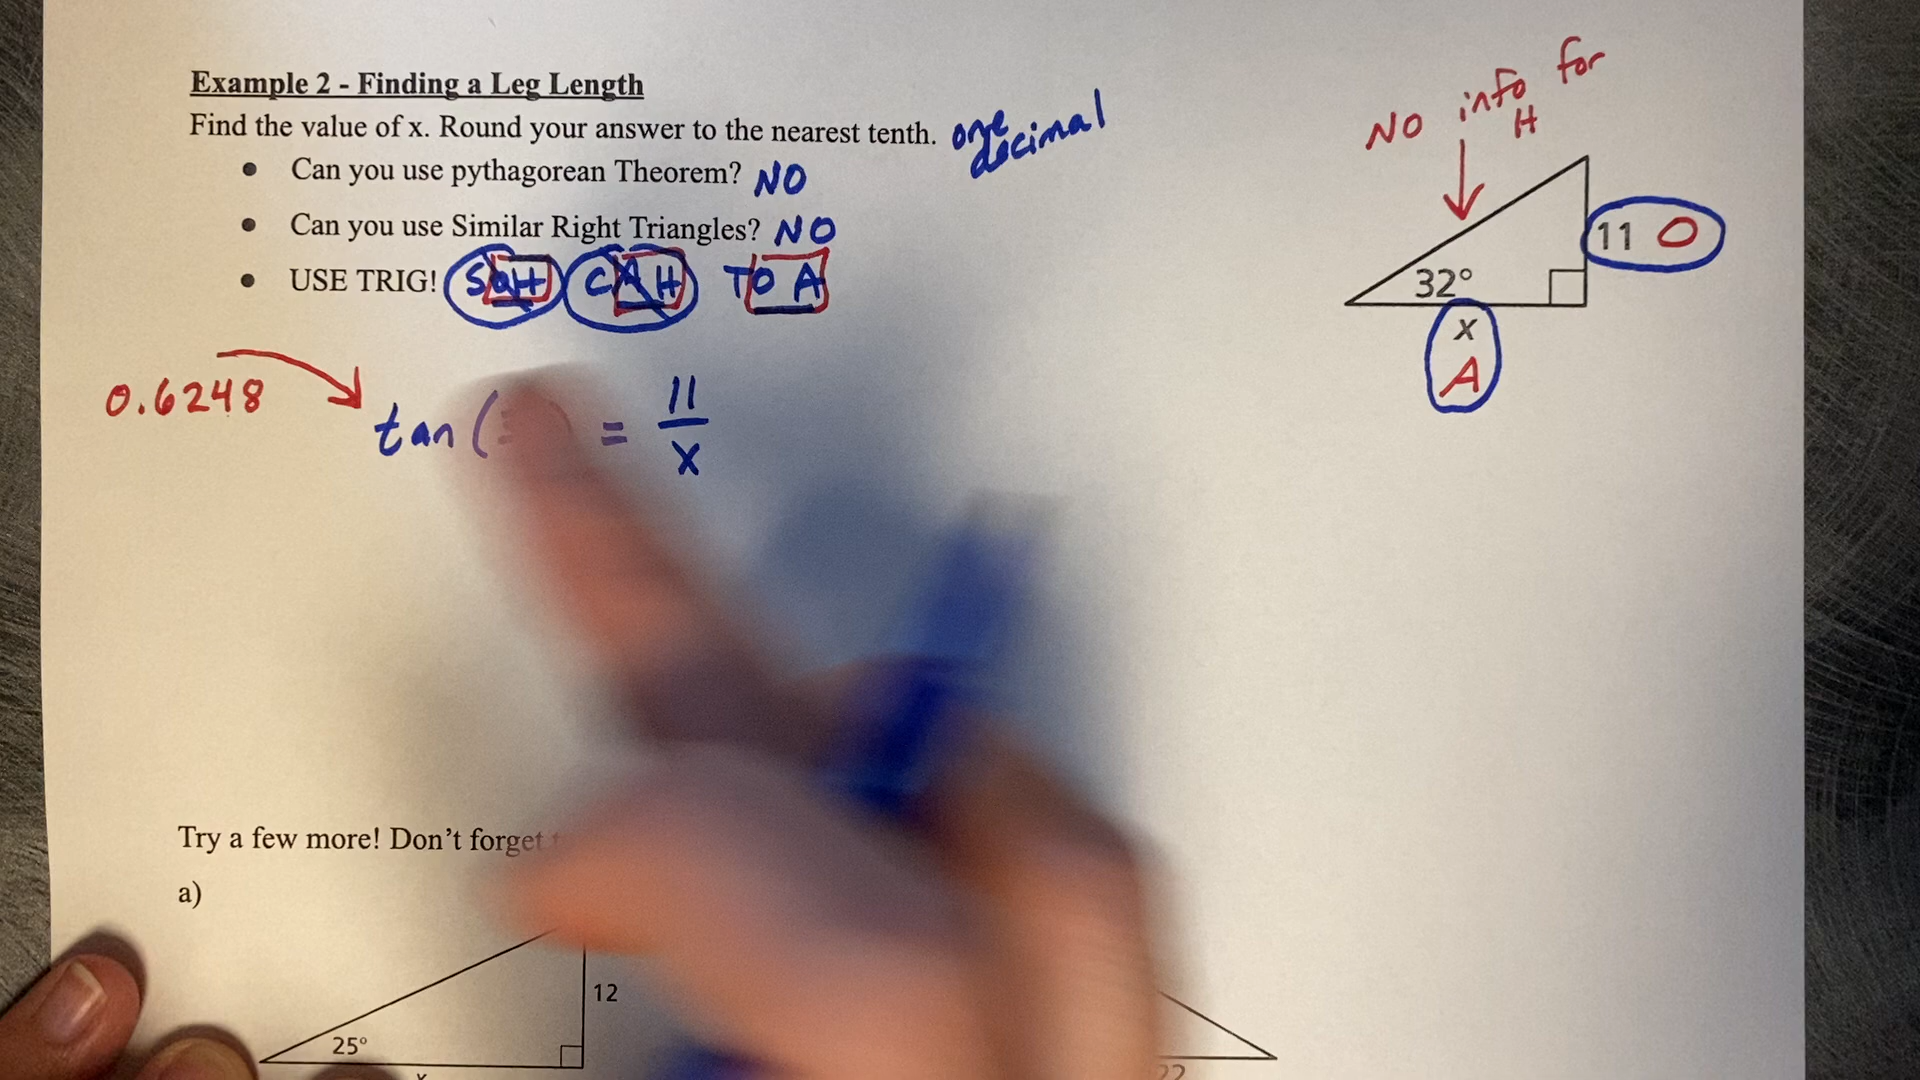 Example 2 - Finding a Leg Length
Find the value of x. Round your answer to the nearest tenth. one decimal
• Can you use pythagorean Theorem? NO
• Can you use Similar Right Triangles? NO
• USE TRIG! SOH CAH TOA
NO info for H
11 O
32°
x
A
0.6248
tan ( = 11/x
Try a few more! Don't forget
a)
12
25°
x
22